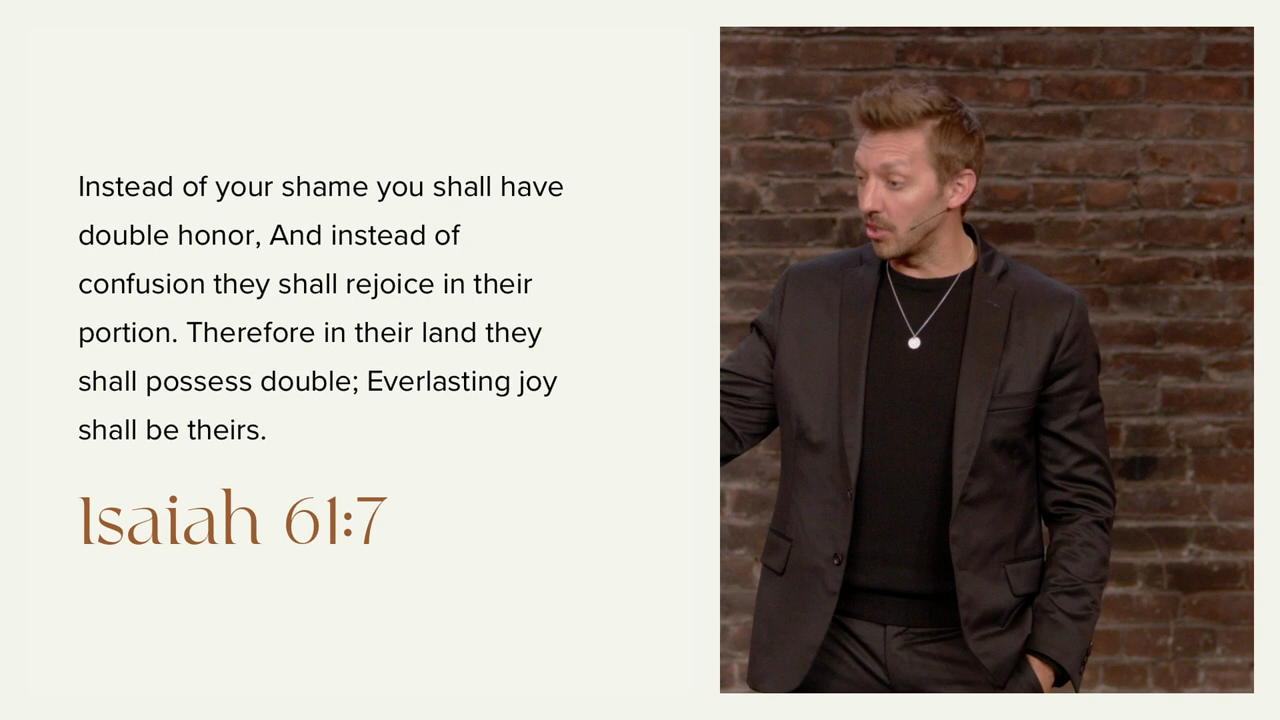 Instead of your shame you shall have
double honor, And instead of
confusion they shall rejoice in their
portion. Therefore in their land they
shall possess double; Everlasting joy
shall be theirs.
Isaiah 61:7